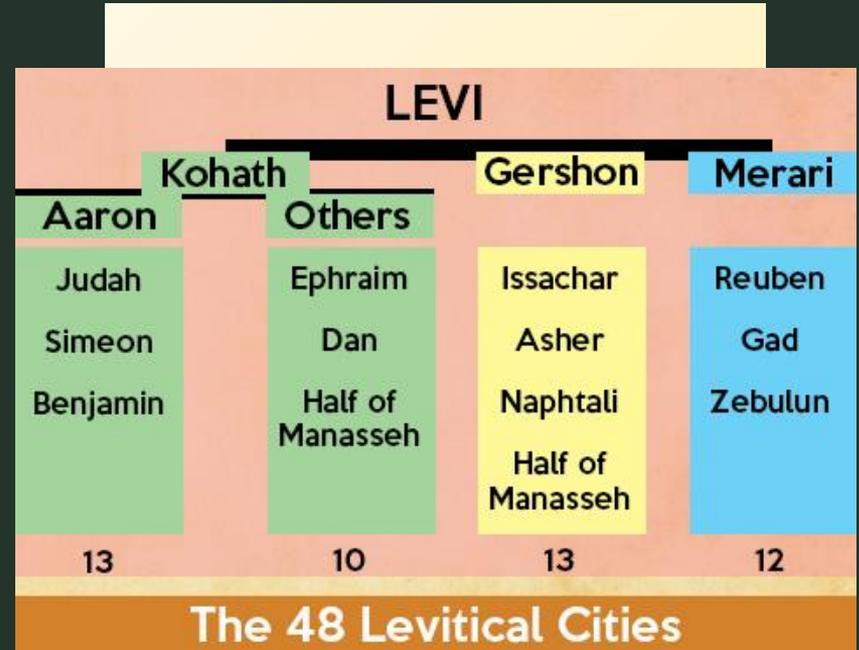 LEVI
Kohath
Gershon
Merari
Aaron
Others
Judah
Simeon
Benjamin
Ephraim
Dan
Half of
Manasseh
Issachar
Asher
Naphtali
Half of
Manasseh
Reuben
Gad
Zebulun
13
10
13
12
The 48 Levitical Cities